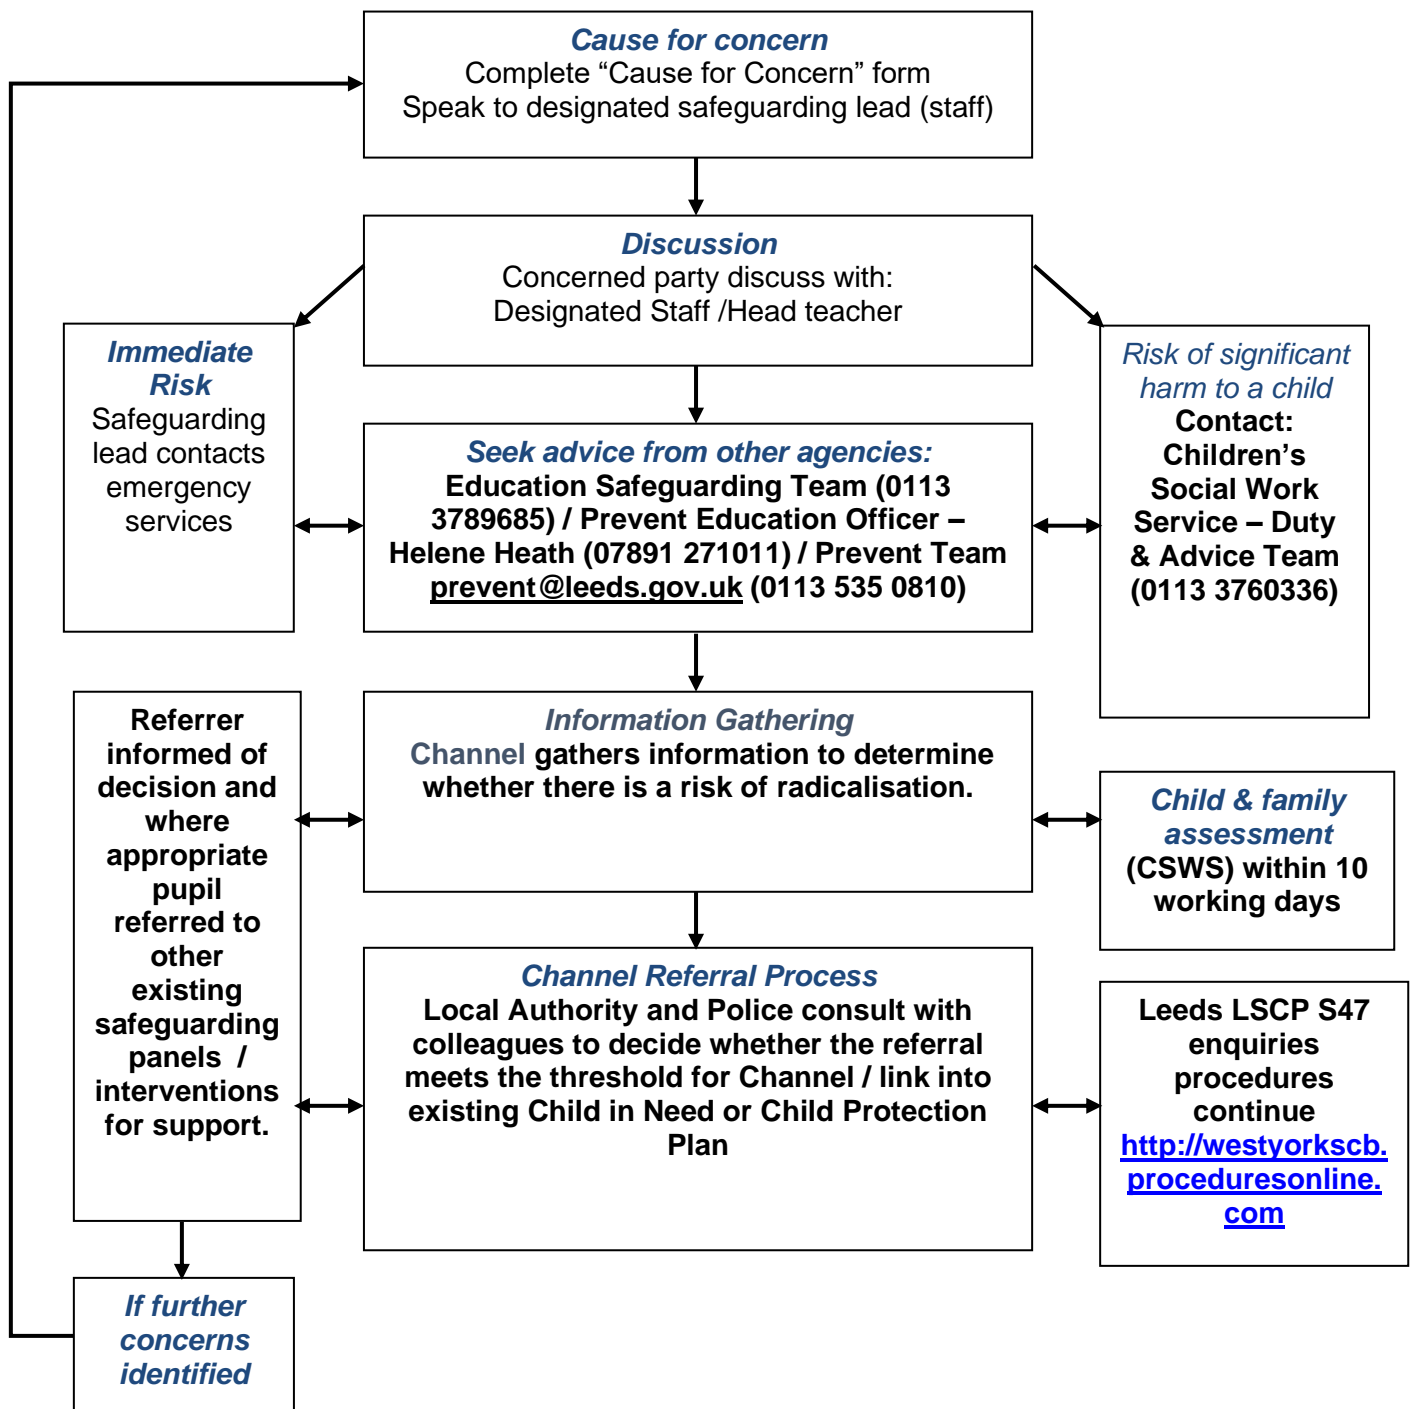 Cause for concern
Complete “Cause for Concern” form
Speak to designated safeguarding lead (staff)
Discussion
Concerned party discuss with:
Designated Staff /Head teacher
Immediate
Risk
Safeguarding
lead contacts
emergency
services
Seek advice from other agencies:
Education Safeguarding Team (0113
3789685) / Prevent Education Officer –
Helene Heath (07891 271011) / Prevent Team
prevent@leeds.gov.uk (0113 535 0810)
Risk of significant
harm to a child
Contact:
Children’s
Social Work
Service – Duty
& Advice Team
(0113 3760336)
Referrer
informed of
decision and
where
appropriate
pupil
referred to
other
existing
safeguarding
panels /
interventions
for support.
Information Gathering
Channel gathers information to determine
whether there is a risk of radicalisation.
Child & family
assessment
(CSWS) within 10
working days
Channel Referral Process
Local Authority and Police consult with
colleagues to decide whether the referral
meets the threshold for Channel / link into
existing Child in Need or Child Protection
Plan
Leeds LSCP S47
enquiries
procedures
continue
http://westyorkscb.
proceduresonline.
com
If further
concerns
identified